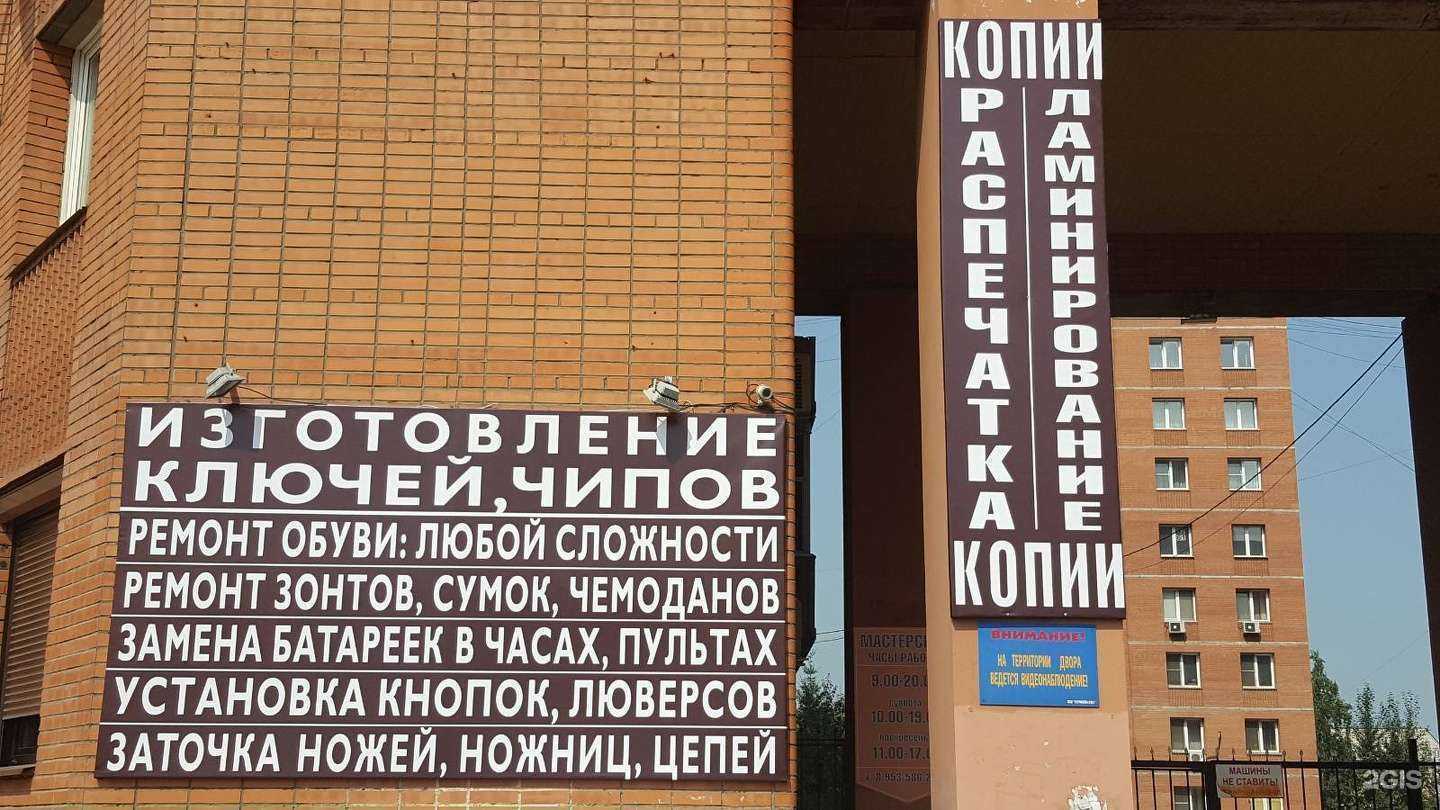 ИЗГОТОВЛЕНИЕ
КЛЮЧЕЙ, ЧИПОВ
РЕМОНТ ОБУВИ: ЛЮБОЙ СЛОЖНОСТИ
РЕМОНТ ЗОНТОВ, СУМОК, ЧЕМОДАНОВ
ЗАМЕНА БАТАРЕЕК В ЧАСАХ, ПУЛЬТАХ
УСТАНОВКА КНОПОК, ЛЮВЕРСОВ
ЗАТОЧКА НОЖЕЙ, НОЖНИЦ, ЦЕПЕЙ
КОПИИ
РАСПЕЧАТКА
ЛАМИНИРОВАНИЕ
КОПИИ
ВНИМАНИЕ!
НА ТЕРРИТОРИИ ДВОРА
ВЕДЕТСЯ ВИДЕОНАБЛЮДЕНИЕ!
ЧАСЫ
9.00-20.
10.00-19.
11.00-17.
МАШИНЫ
НЕ СТАВИТЬ!
2GIS